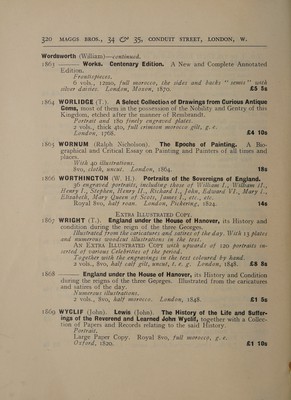 520 MAGGS BROS., 34 & 35, CONDUIT STREET, LONDON, W.
Wordsworth (William)—continued.
1863 ——— Works. Centenary Edition. A New and Complete Annotated
Edition.
Frontispieces.
6 vols., 12mo, full morocco, the sides and backs "semée" with
silver daisies. London, Moxon, 1870. £5 5s
1864 WORLIDGE (T.). A Select Collection of Drawings from Curious Antique
Gems, most of them in the possession of the Nobility and Gentry of this
Kingdom, etched after the manner of Rembrandt.
Portrait and 180 finely engraved plates.
2 vols., thick 4to, full crimson morocco gilt, g. e.
London, 1768. £4 10s
1865 WORNUM (Ralph Nicholson). The Epochs of Painting. A Bio-
graphical and Critical Essay on Painting and Painters of all times and
places.
With 40 illustrations.
8vo, cloth, uncut. London, 1864. 18s
1866 WORTHINGTON (W. H.). Portraits of the Sovereigns of England.
36 engraved portraits, including those of William I., William II.,
Henry I., Stephen, Henry II., Richard I., John, Edward VI., Mary I.,
Elizabeth, Mary Queen of Scots, James I., etc., etc.
Royal 8vo, half roan. London, Pickering, 1824. 14s
Extra Illustrated Copy.
1867 WRIGHT (T.). England under the House of Hanover, its History and
condition during the reign of the three Georges.
Illustrated from the caricatures and satires of the day. With 13 plates
and numerous woodcut illustrations in the text.
An Extra Illustrated Copy with upwards of 120 portraits in-
serted of various Celebrities of the period.
Together with the engravings in the text coloured by hand.
2 vols., 8vo, half calf gilt, uncut, t. e. g. London, 1848. £8 8s
1868 ——— England under the House of Hanover, its History and Condition
during the reigns of the three Georges. Illustrated from the caricatures
and satires of the day.
Numerous illustrations.
2 vols., 8vo, half morocco. London, 1848. £1 5s
1869 WYCLIF (John). Lewis (John). The History of the Life and Suffer-
ings of the Reverend and Learned John Wyclif, together with a Collec-
tion of Papers and Records relating to the said History.
Portrait.
Large Paper Copy. Royal 8vo, full morocco, g. e.
Oxford, 1820. £1 10s